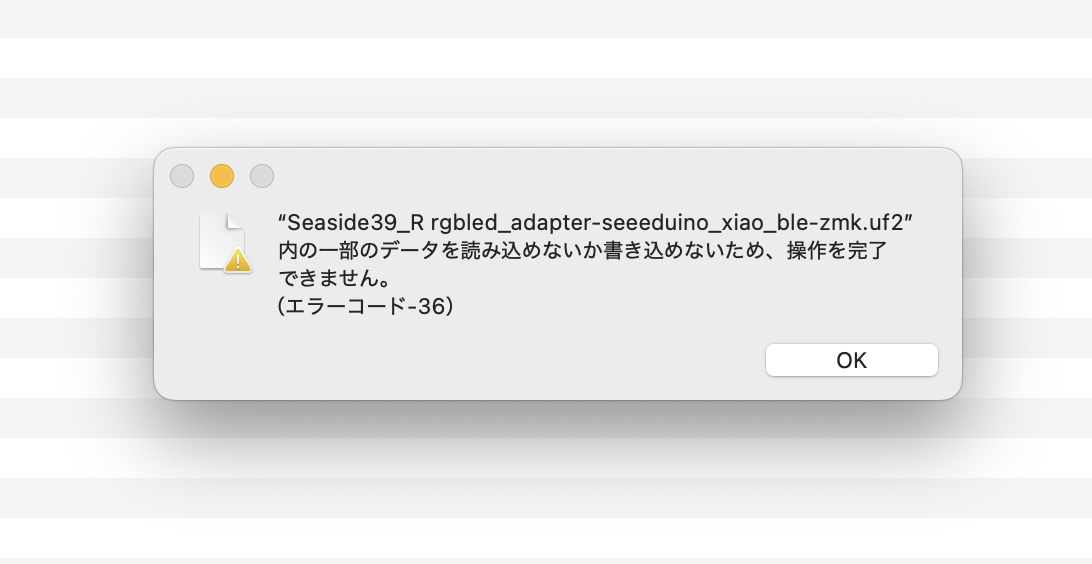 “Seaside39_R rgbled_adapter-seeeduino_xiao_ble-zmk.uf2”
内の一部のデータを読み込めないか書き込めないため、操作を完了
できません。
(エラーコード-36)
OK